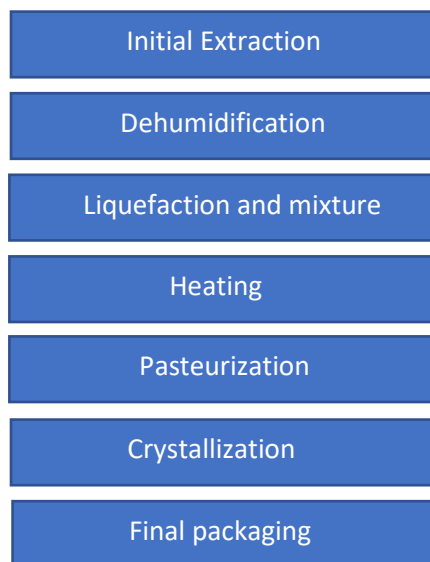 Initial Extraction
Dehumidification
Liquefaction and mixture
Heating
Pasteurization
Crystallization
Final packaging